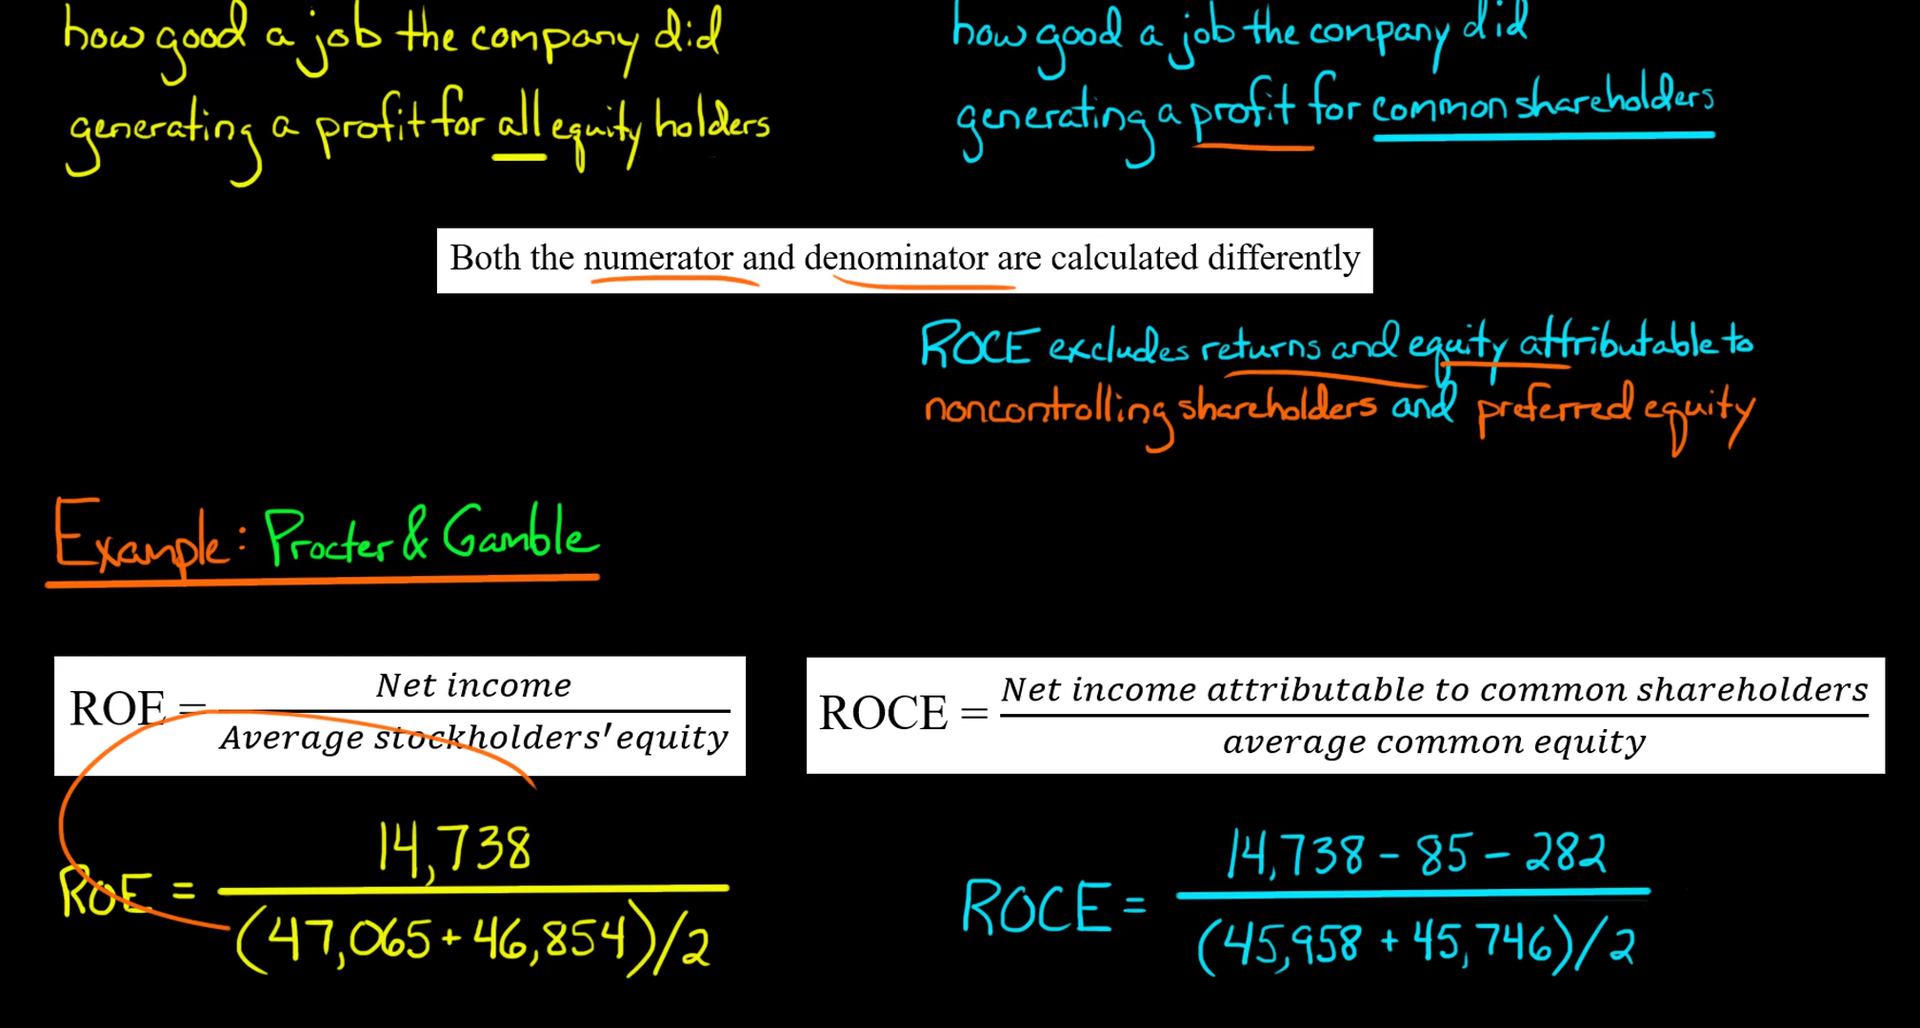 how good a job the company did
generating a profit for all equity holders
how good a job the company did
generating a profit for common shareholders
Both the numerator and denominator are calculated differently
ROCE excludes returns and equity attributable to
noncontrolling shareholders and preferred equity
Example: Procter & Gamble
ROE = Net income
Average stockholders' equity
ROCE = Net income attributable to common shareholders
average common equity
ROE = 14,738
(47,065 + 46,854)/2
ROCE = 14,738 - 85 - 282
(45,958 + 45,746)/2